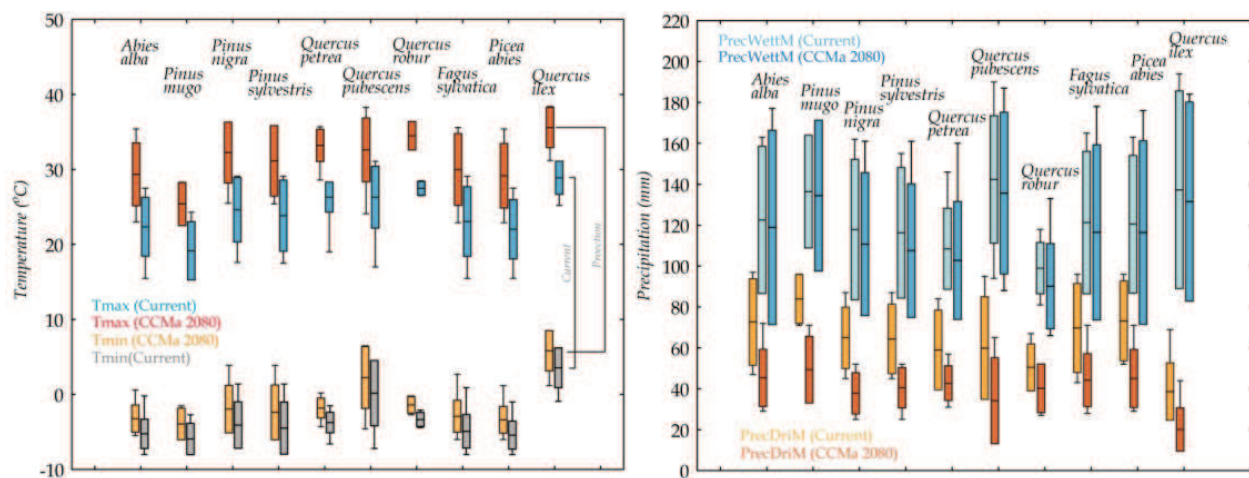 50
40
30
20
10
0
-10
Temperature (ºC)
Abies
alba
Pinus
mugo
Pinus
nigra
Pinus
sylvestris
Quercus
petrea
Quercus
pubescens
Quercus
robur
Fagus
sylvatica
Picea
abies
Quercus
ilex
Current
Proection
Tmax (Current)
Tmax (CCMa 2080)
Tmin (CCMa 2080)
Tmin(Current)
220
200
180
160
140
120
100
80
60
40
20
0
Precipitation (mm)
PrecWettM (Current)
PrecWettM (CCMa 2080)
Abies
alba
Pinus
mugo
Pinus
nigra
Pinus
sylvestris
Quercus
petrea
Quercus
pubescens
Quercus
robur
Fagus
sylvatica
Picea
abies
Quercus
ilex
PrecDriM (Current)
PrecDriM (CCMa 2080)